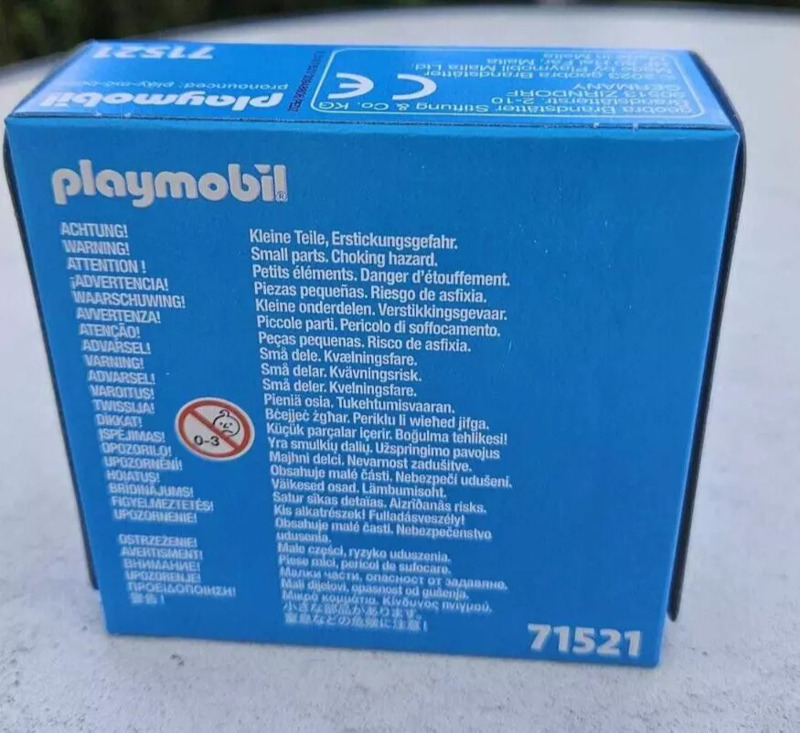 71521
playmobil
pronounced: play-mo-beel
CE
geobra Brandstätter Stiftung & Co. KG
Brandstätterstr. 2-10
ZIRNDORF
GERMANY
© 2023 geobra Brandstätter
Made by Playmobil Malta Ltd.
Malta
playmobil®
ACHTUNG! Kleine Teile, Erstickungsgefahr.
WARNING! Small parts. Choking hazard.
ATTENTION ! Petits éléments. Danger d'étouffement.
¡ADVERTENCIA! Piezas pequeñas. Riesgo de asfixia.
WAARSCHUWING! Kleine onderdelen. Verstikkingsgevaar.
AVVERTENZA! Piccole parti. Pericolo di soffocamento.
ATENÇÃO! Peças pequenas. Risco de asfixia.
ADVARSEL! Små dele. Kvælningsfare.
VARNING! Små delar. Kvävningsrisk.
ADVARSEL! Små deler. Kvelningsfare.
VAROITUS! Pieniä osia. Tukehtumisvaaran.
TWISSIJA! Bċejjeċ żgħar. Periklu li wieħed jifga.
DIKKAT! Küçük parçalar içerir. Boğulma tehlikesi!
ĮSPĖJIMAS! Yra smulkių dalių. Užspringimo pavojus
OPOZORILO! Majhni delci. Nevarnost zadušitve.
UPOZORNĚNÍ! Obsahuje malé části. Nebezpečí udušení.
HOIATUS! Väikesed osad. Lämbumisoht.
BRĪDINĀJUMS! Satur sīkas detaļas. Aizrīšanās risks.
FIGYELMEZTETÉS! Kis alkatrészek! Fulladásveszély!
UPOZORNENIE! Obsahuje malé časti. Nebezpečenstvo
udusenia.
OSTRZEŻENIE! Małe części, ryzyko uduszenia.
AVERTISMENT! Piese mici, pericol de sufocare.
ВНИМАНИЕ! Малки части, опасност от задавяне.
UPOZORENJE! Mali dijelovi, opasnost od gušenja.
ΠΡΟΕΙΔΟΠΟΙΗΣΗ! Μικρά κομμάτια. Κίνδυνος πνιγμού.
警告! 小さな部品があります。
窒息などの危険に注意!
0-3
71521